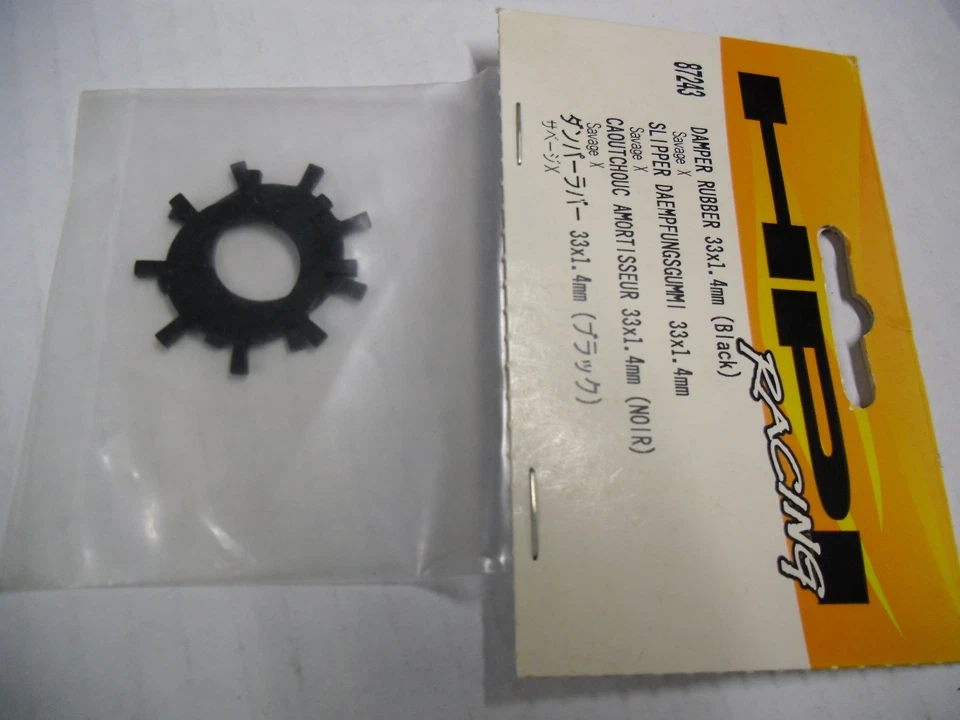 HPI
RACING
87243 DAMPER RUBBER 33x1.4mm (Black)
Savage X
SLIPPER DAEMPFUNGSGUMMI 33x1.4mm
Savage X
CAOUTCHOUC AMORTISSEUR 33x1.4mm (NOIR)
Savage X
ダンパーラバー 33x1.4mm (ブラック)
サベージX